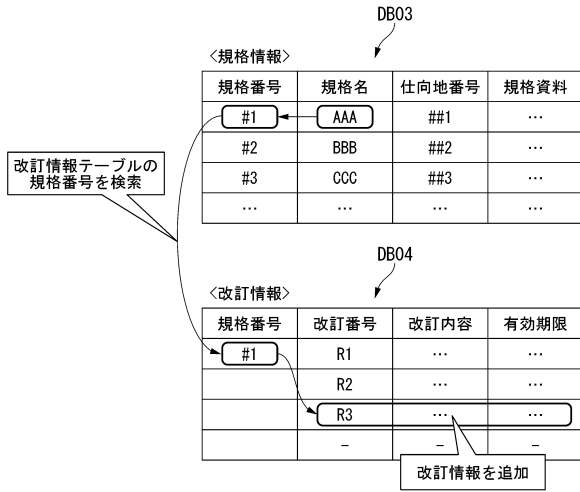 DB03
〈規格情報〉
規格番号 規格名 仕向地番号 規格資料
#1 AAA ##1 …
#2 BBB ##2 …
#3 CCC ##3 …
… … … …
改訂情報テーブルの
規格番号を検索
DB04
〈改訂情報〉
規格番号 改訂番号 改訂内容 有効期限
#1 R1 … …
R2 … …
R3 … …
– – –
改訂情報を追加